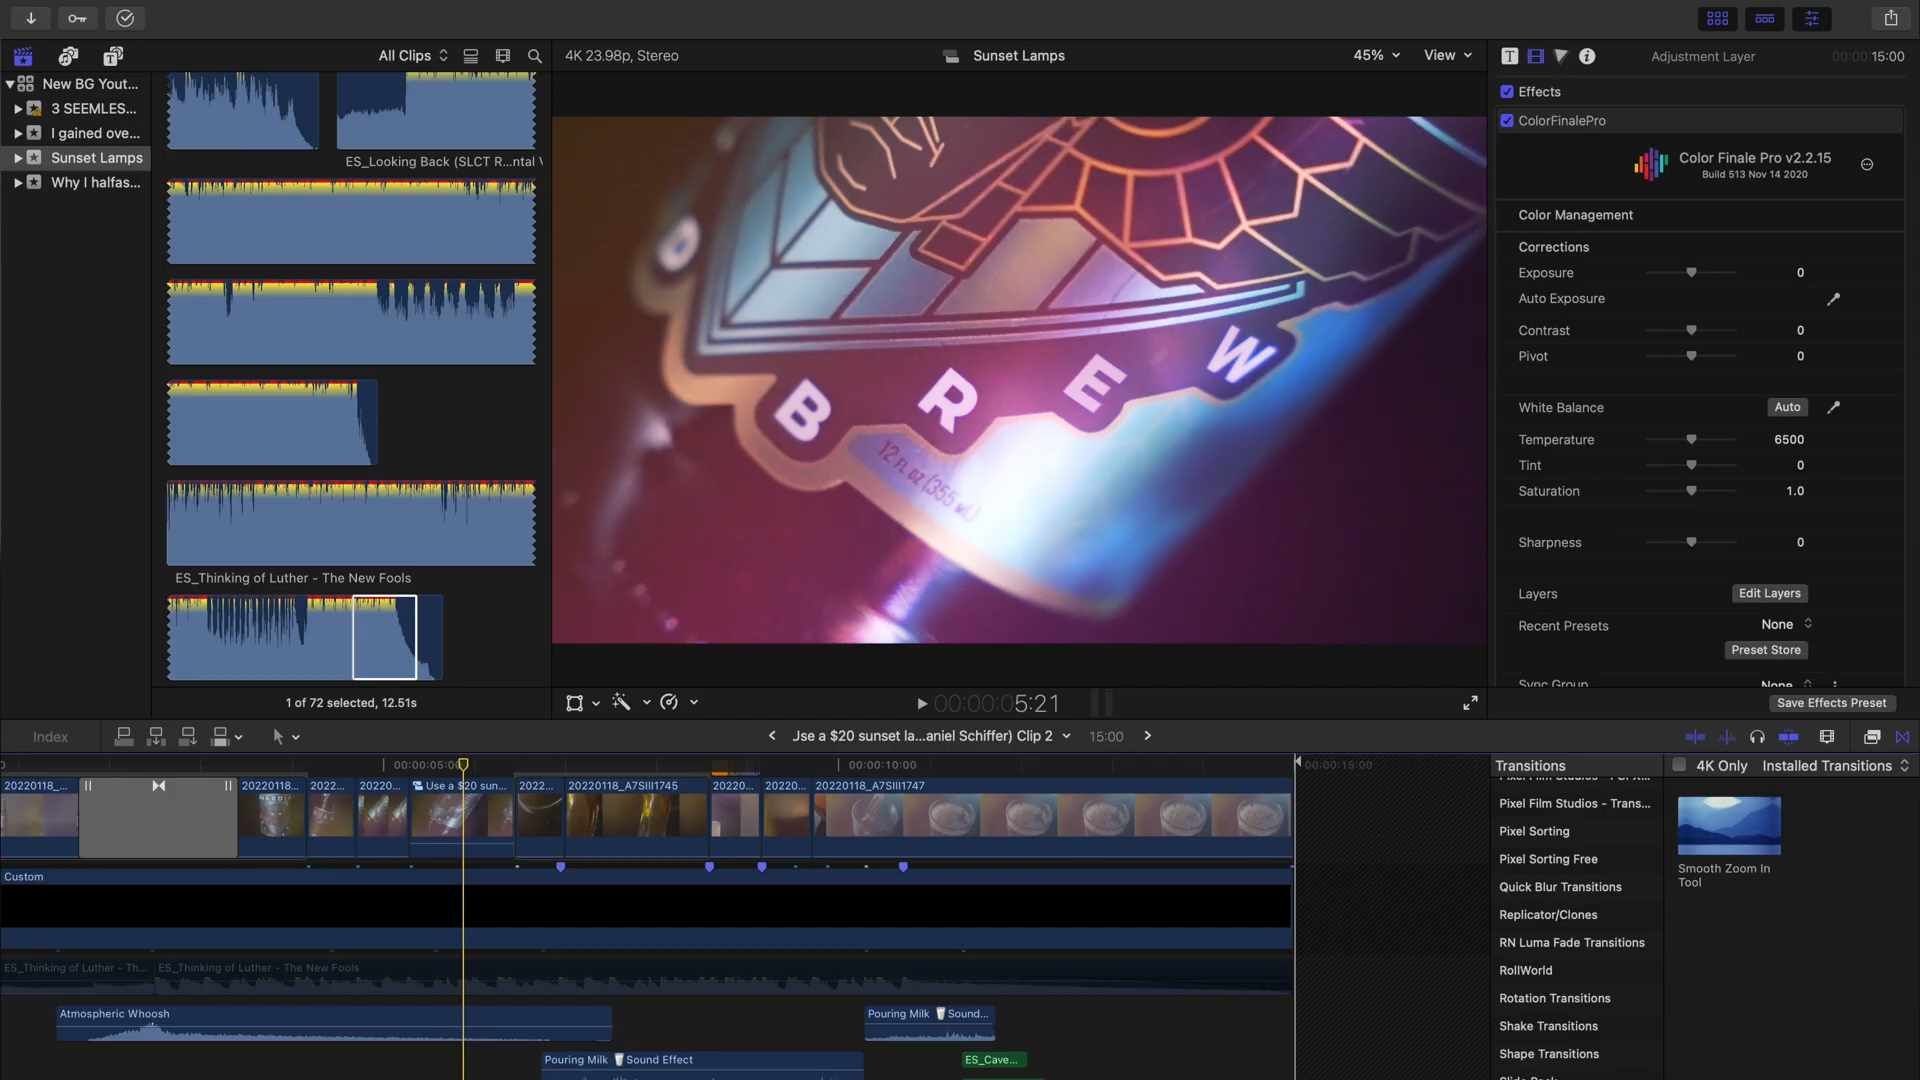 All Clips
4K 23.98p, Stereo
Sunset Lamps
45%
View
Adjustment Layer
00:00:15:00
New BG Yout...
3 SEEMLES...
I gained ove...
Sunset Lamps
Why I halfas...
ES_Looking Back (SLCT R...ntal V
ES_Thinking of Luther - The New Fools
1 of 72 selected, 12.51s
B R E W
12 FL oz (355 mL)
00:00:05:21
Effects
ColorFinalePro
Color Finale Pro v2.2.15
Build 513 Nov 14 2020
Color Management
Corrections
Exposure 0
Auto Exposure
Contrast 0
Pivot 0
White Balance Auto
Temperature 6500
Tint 0
Saturation 1.0
Sharpness 0
Layers Edit Layers
Recent Presets None
Preset Store
Sync Group None
Save Effects Preset
Index
Jse a $20 sunset la...aniel Schiffer) Clip 2
15:00
00:00:05:00
00:00:10:00
00:00:15:00
20220118_...
20220118...
2022...
20220...
Use a $20 sun...
2022...
20220118_A7SIII1745
20220...
20220...
20220118_A7SIII1747
Custom
ES_Thinking of Luther - Th...
ES_Thinking of Luther - The New Fools
Atmospheric Whoosh
Pouring Milk 🥛 Sound...
Pouring Milk 🥛 Sound Effect
ES_Cave...
Transitions
4K Only
Installed Transitions
Pixel Film Studios - Trans...
Pixel Sorting
Pixel Sorting Free
Quick Blur Transitions
Replicator/Clones
RN Luma Fade Transitions
RollWorld
Rotation Transitions
Shake Transitions
Shape Transitions
Smooth Zoom In
Tool